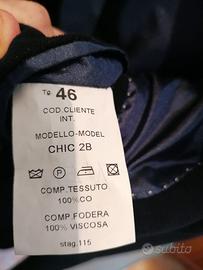 Tg. 46
COD.CLIENTE
INT.
MODELLO-MODEL
CHIC 2B
COMP.TESSUTO
100%CO
COMP.FODERA
100% VISCOSA
stag.115
subito